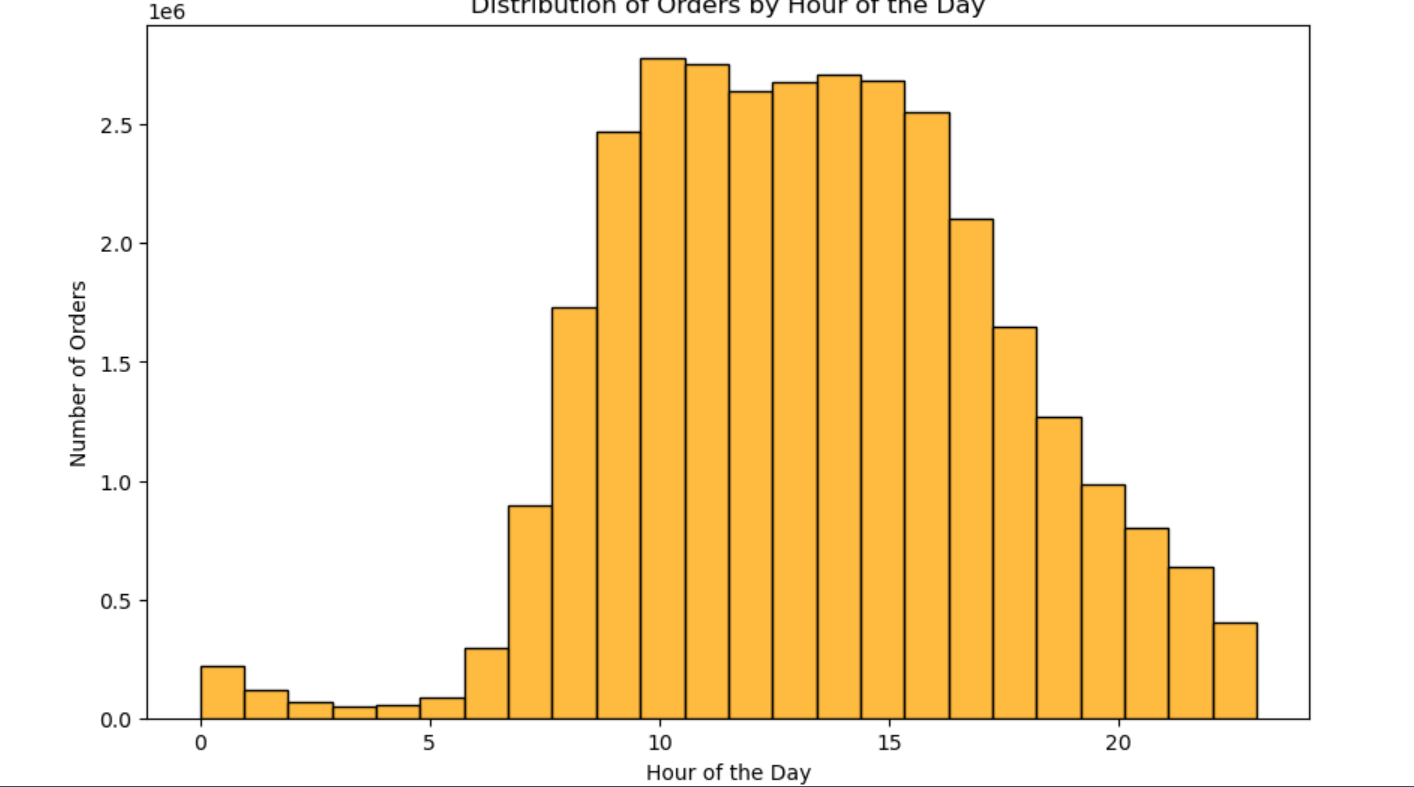 Distribution of Orders by Hour of the Day
1e6
2.5
2.0
1.5
1.0
0.5
0.0
Number of Orders
0 5 10 15 20
Hour of the Day